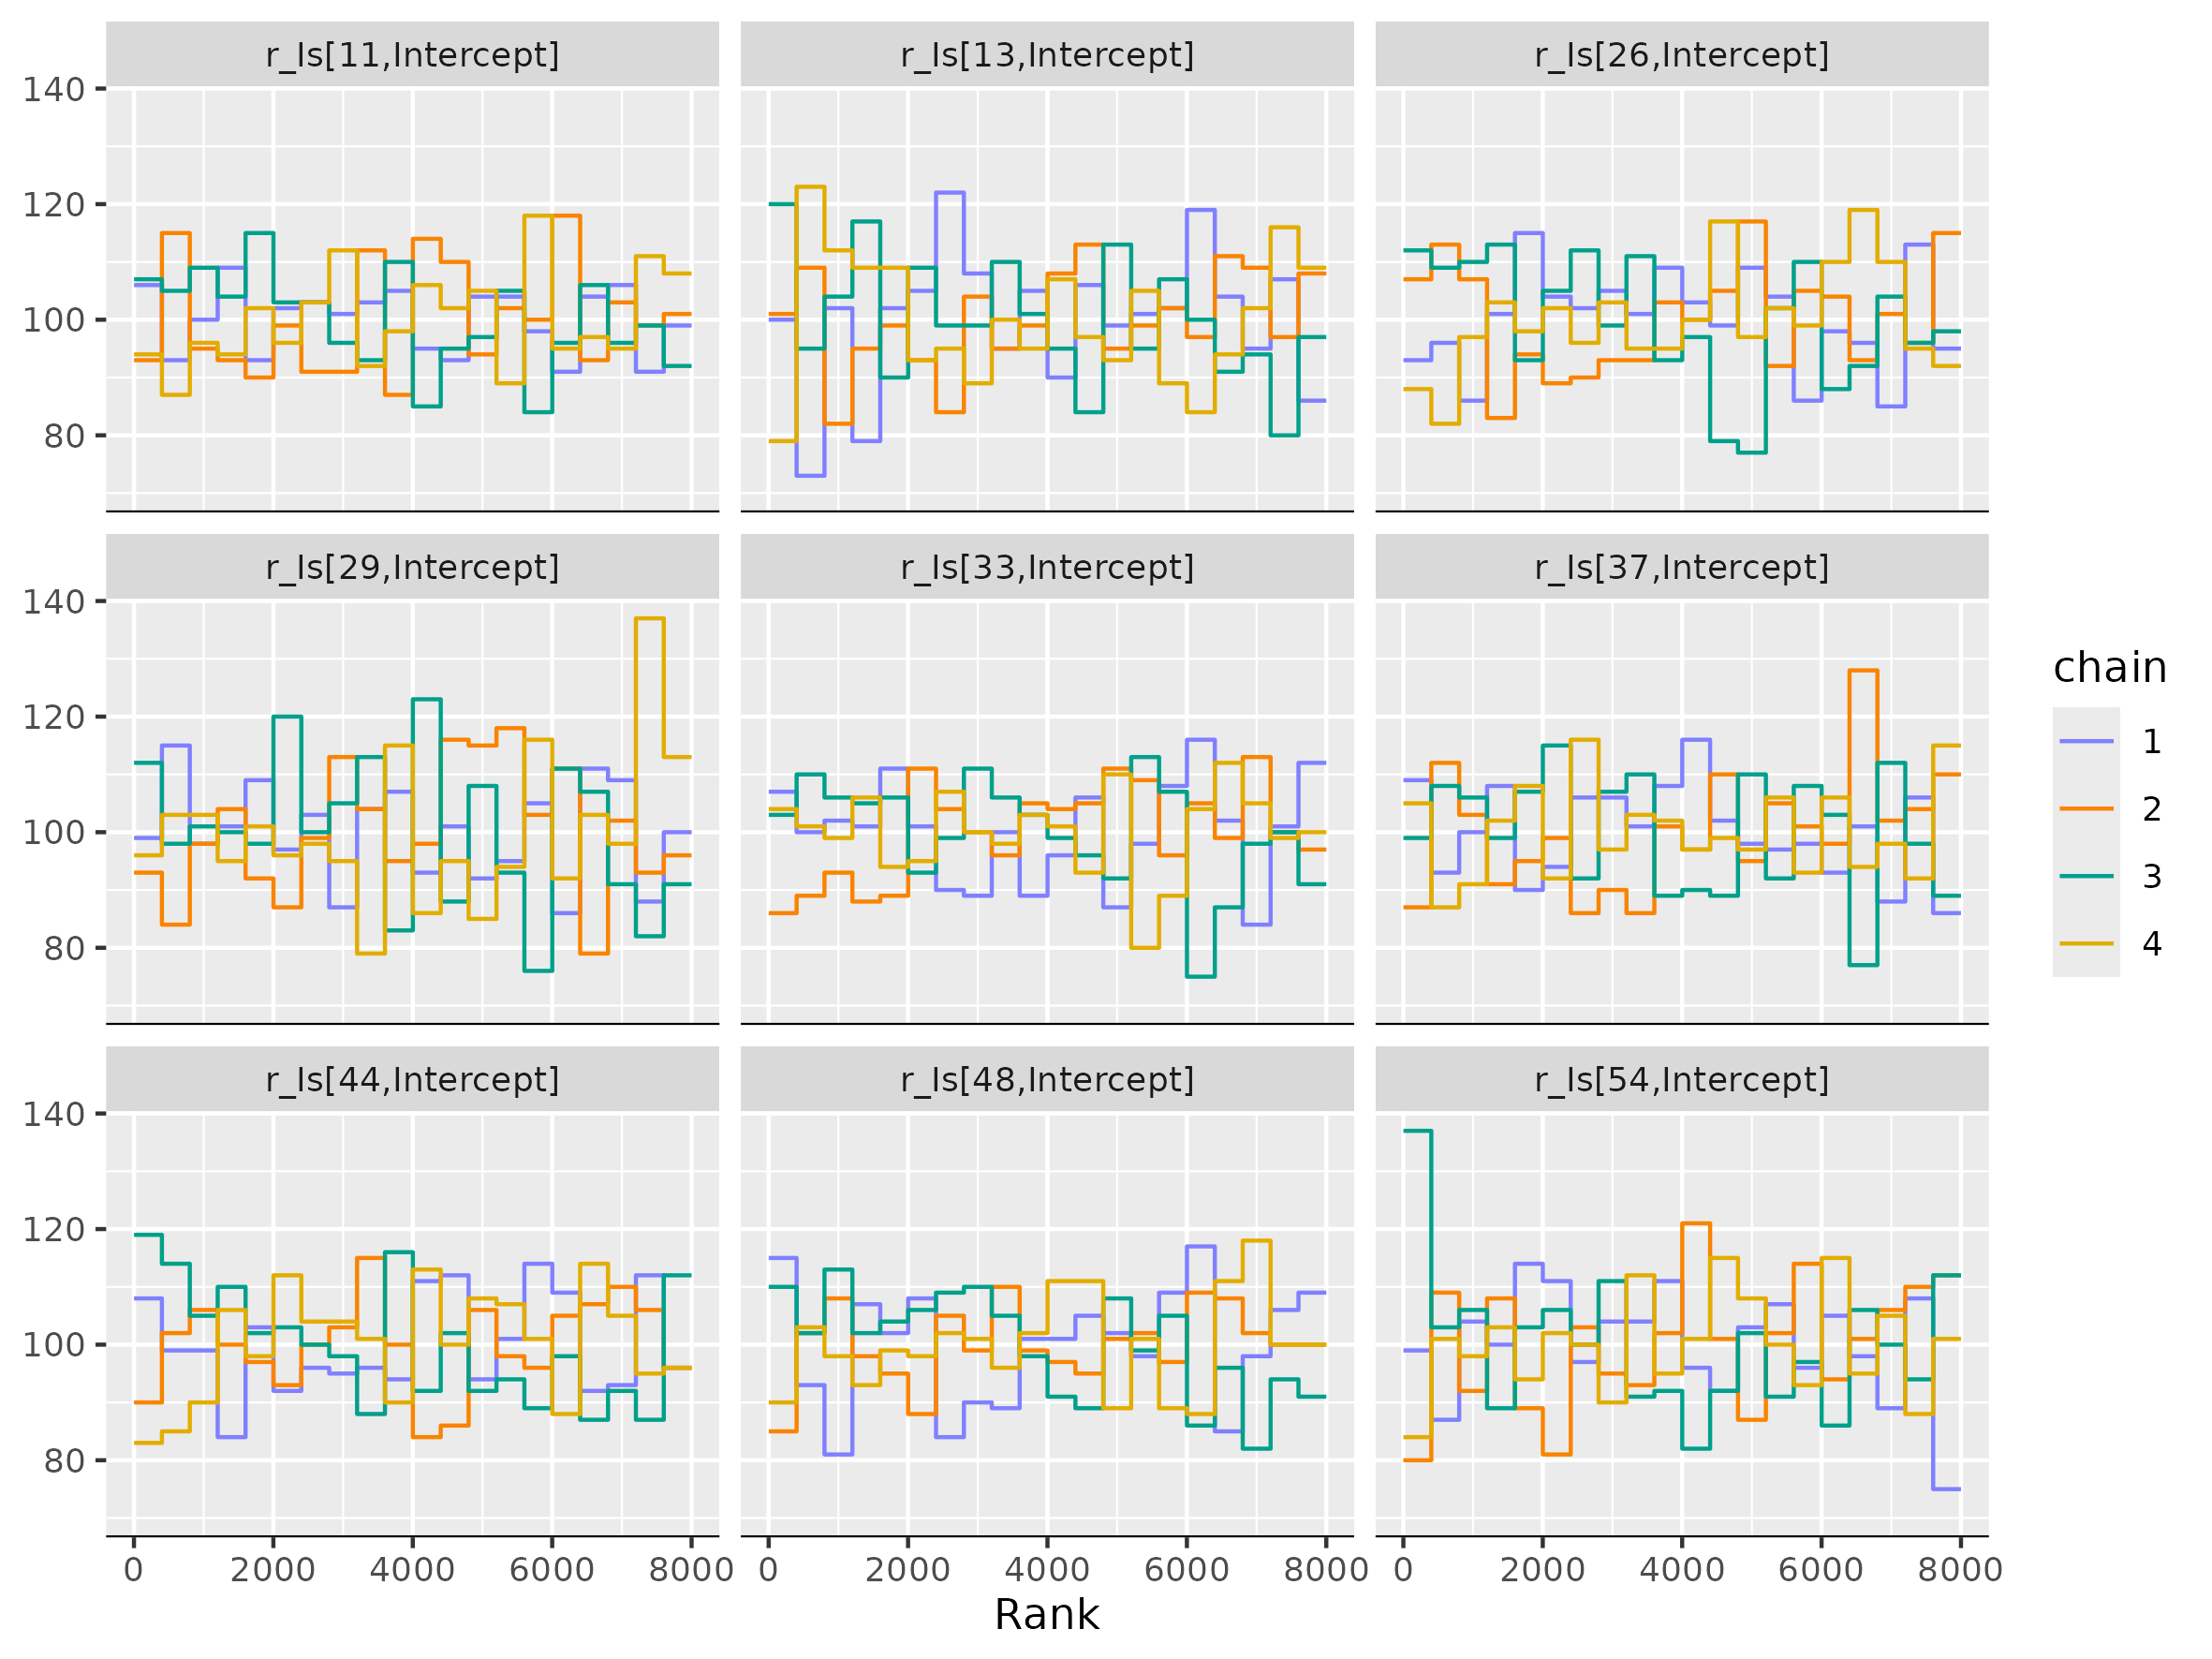 r_Is[11,Intercept] r_Is[13,Intercept] r_Is[26,Intercept]
140
120
100
80
r_Is[29,Intercept] r_Is[33,Intercept] r_Is[37,Intercept]
140
120
100
80
chain
1
2
3
4
r_Is[44,Intercept] r_Is[48,Intercept] r_Is[54,Intercept]
140
120
100
80
0 2000 4000 6000 8000 0 2000 4000 6000 8000 0 2000 4000 6000 8000
Rank